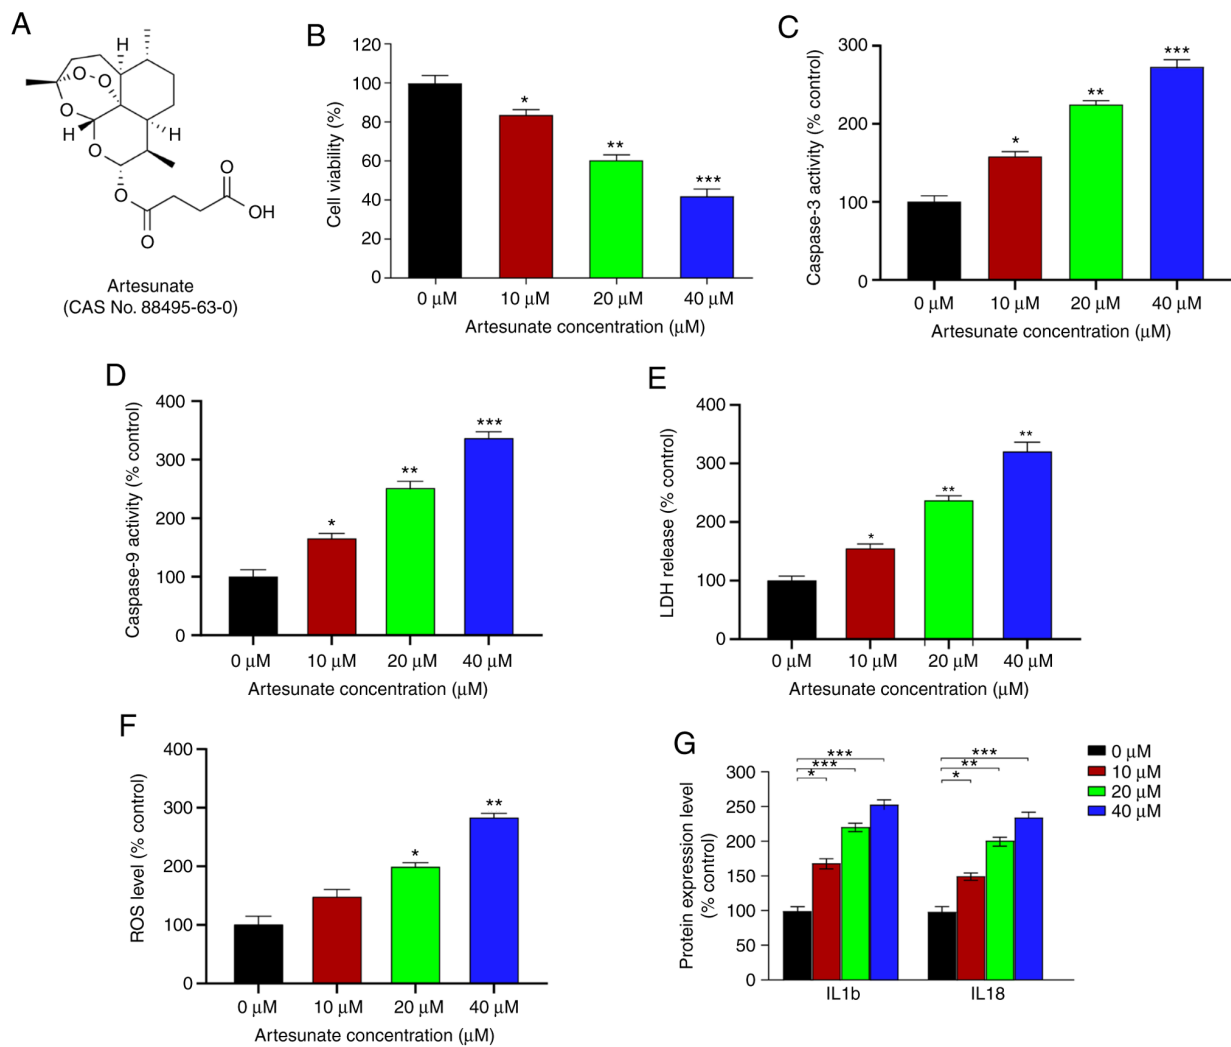 A
H
O
O
O
H
H
O
O
O
OH
O
Artesunate
(CAS No. 88495-63-0)
B
Cell viability (%)
120
100
80
60
40
20
0
*
**
***
0 µM 10 µM 20 µM 40 µM
Artesunate concentration (µM)
C
Caspase-3 activity (% control)
300
200
100
0
*
**
***
0 µM 10 µM 20 µM 40 µM
Artesunate concentration (µM)
D
Caspase-9 activity (% control)
400
300
200
100
0
*
**
***
0 µM 10 µM 20 µM 40 µM
Artesunate concentration (µM)
E
LDH release (% control)
400
300
200
100
0
*
**
**
0 µM 10 µM 20 µM 40 µM
Artesunate concentration (µM)
F
ROS level (% control)
400
300
200
100
0
*
**
0 µM 10 µM 20 µM 40 µM
Artesunate concentration (µM)
G
Protein expression level
(% control)
300
250
200
150
100
50
0
***
***
*
***
**
*
IL1b IL18
0 µM
10 µM
20 µM
40 µM